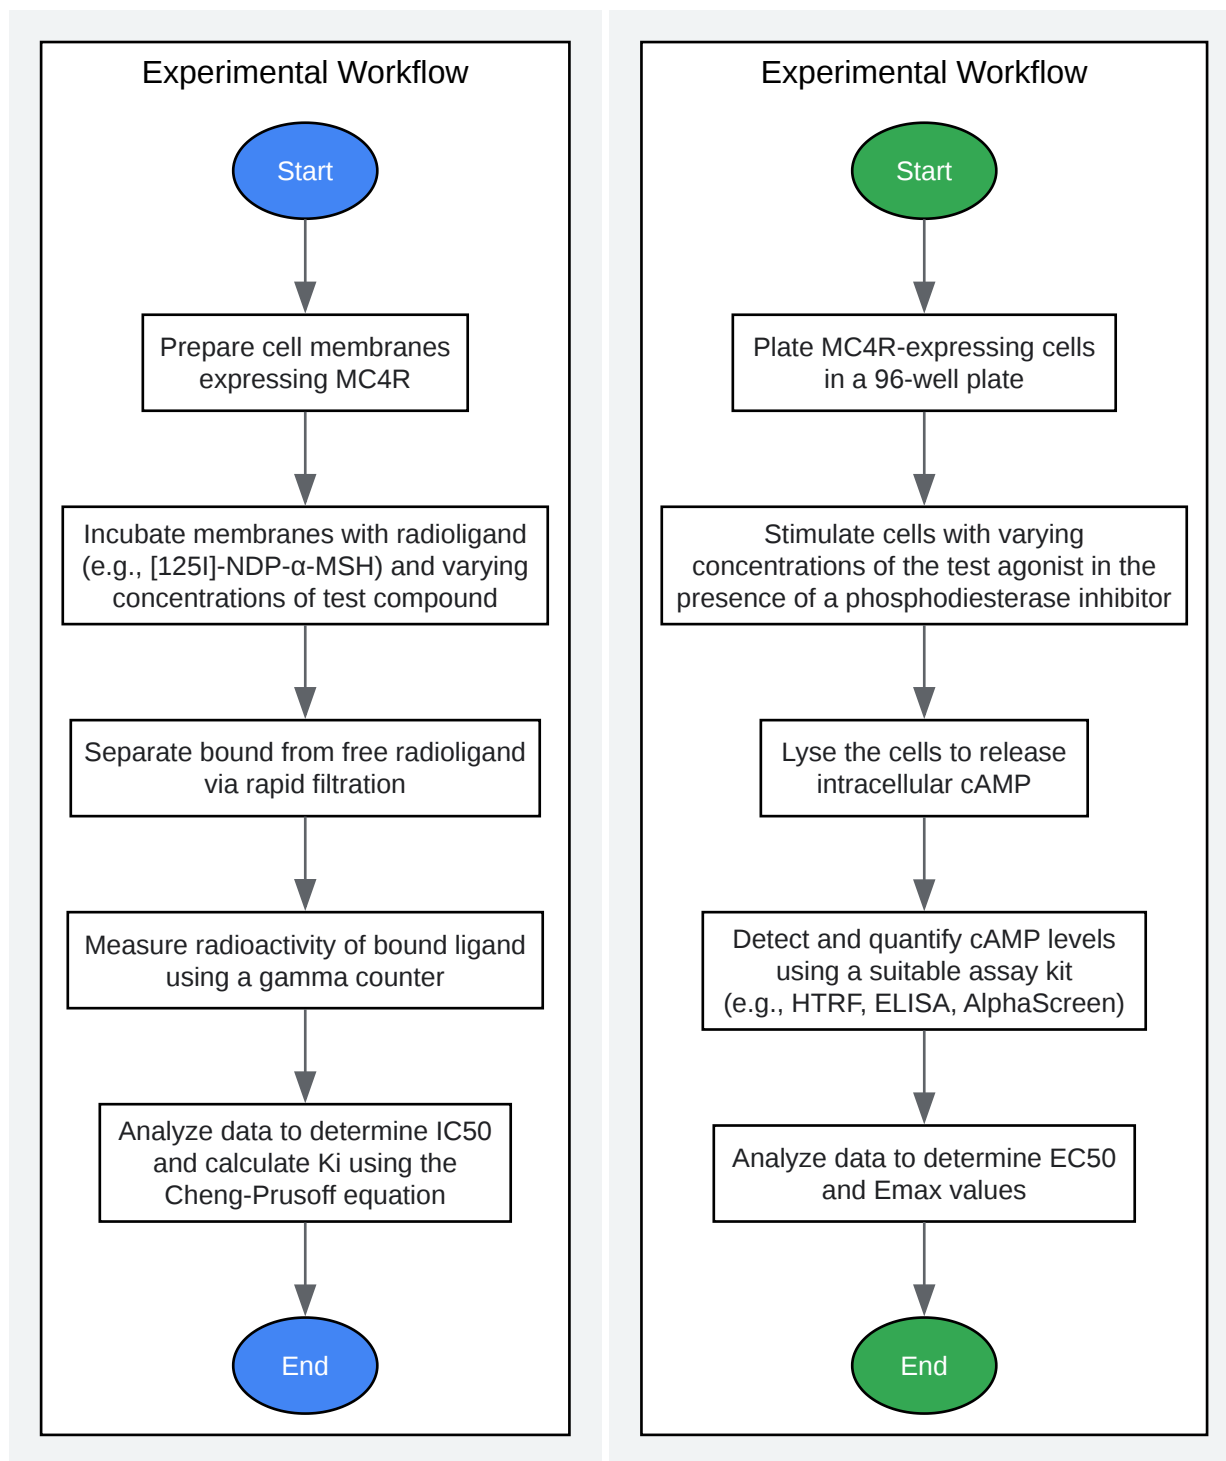 Experimental Workflow
Start
Prepare cell membranes
expressing MC4R
Incubate membranes with radioligand
(e.g., [125I]-NDP-α-MSH) and varying
concentrations of test compound
Separate bound from free radioligand
via rapid filtration
Measure radioactivity of bound ligand
using a gamma counter
Analyze data to determine IC50
and calculate Ki using the
Cheng-Prusoff equation
End
Experimental Workflow
Start
Plate MC4R-expressing cells
in a 96-well plate
Stimulate cells with varying
concentrations of the test agonist in the
presence of a phosphodiesterase inhibitor
Lyse the cells to release
intracellular cAMP
Detect and quantify cAMP levels
using a suitable assay kit
(e.g., HTRF, ELISA, AlphaScreen)
Analyze data to determine EC50
and Emax values
End